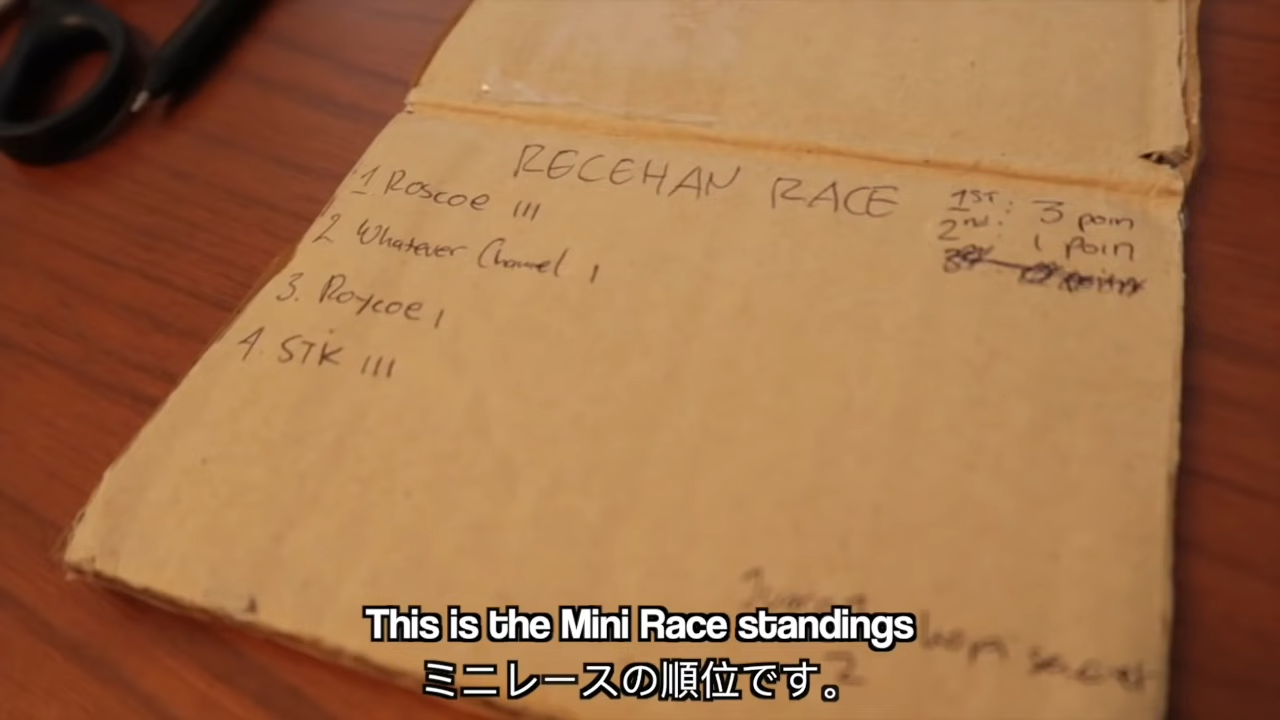 RECEHAN RACE
1. Roscoe III
2 Whatever Channel I
3. Roycoe I
4. STK III
1ST: 3 poin
2nd: 1 poin
This is the Mini Race standings
ミニレースの順位です。